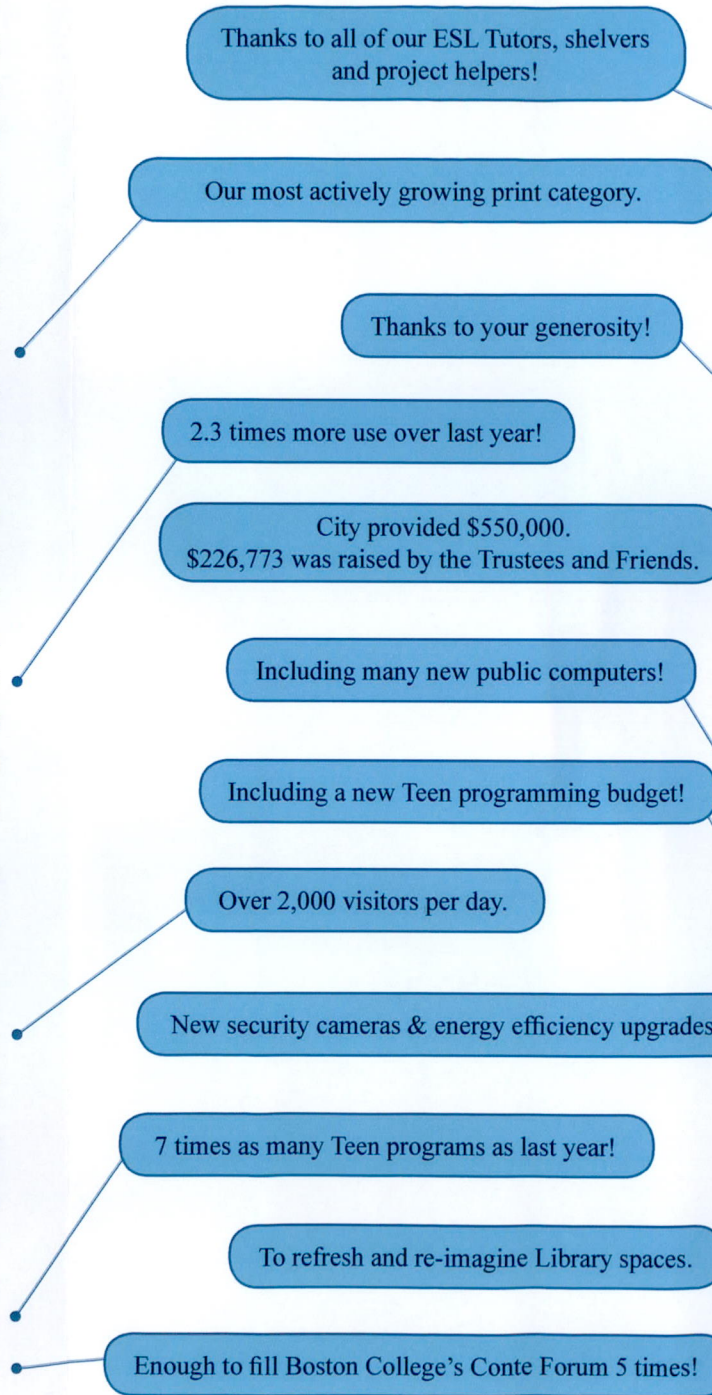 Thanks to all of our ESL Tutors, shelvers
and project helpers!
Our most actively growing print category.
Thanks to your generosity!
2.3 times more use over last year!
City provided $550,000.
$226,773 was raised by the Trustees and Friends.
Including many new public computers!
Including a new Teen programming budget!
Over 2,000 visitors per day.
New security cameras & energy efficiency upgrades
7 times as many Teen programs as last year!
To refresh and re-imagine Library spaces.
Enough to fill Boston College's Conte Forum 5 times!